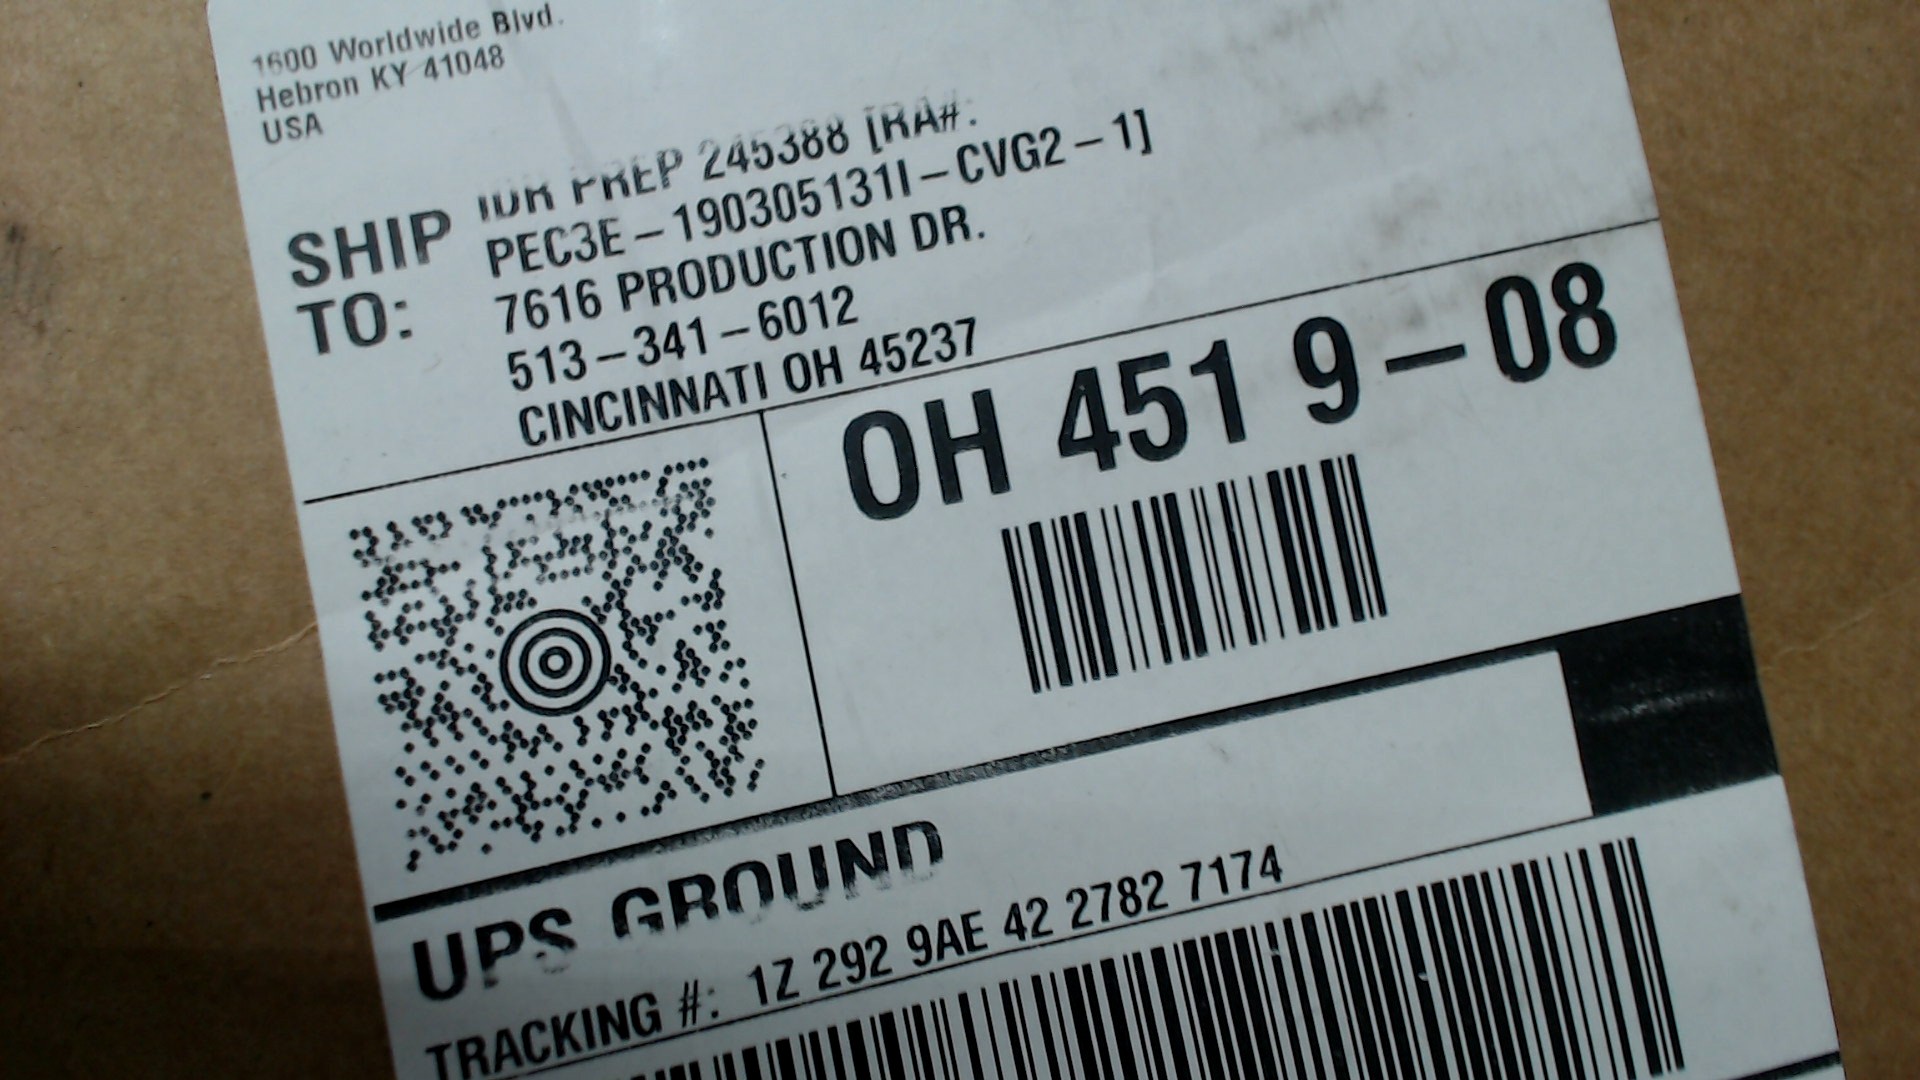 1600 Worldwide Blvd.
Hebron KY 41048
USA
SHIP TO:
IDR PREP 245388 [RA#:
PEC3E-190305131I-CVG2-1]
7616 PRODUCTION DR.
513-341-6012
CINCINNATI OH 45237
OH 451 9-08
UPS GROUND
TRACKING #: 1Z 292 9AE 42 2782 7174